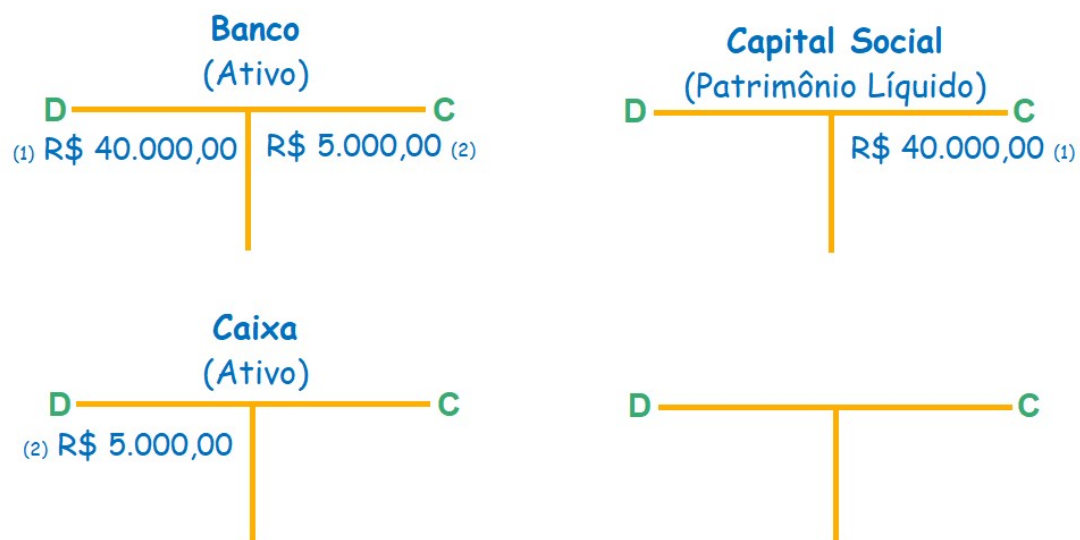 Banco
(Ativo)
D C
(1) R$ 40.000,00 R$ 5.000,00 (2)
Capital Social
(Patrimônio Líquido)
D C
R$ 40.000,00 (1)
Caixa
(Ativo)
D C
(2) R$ 5.000,00
D C